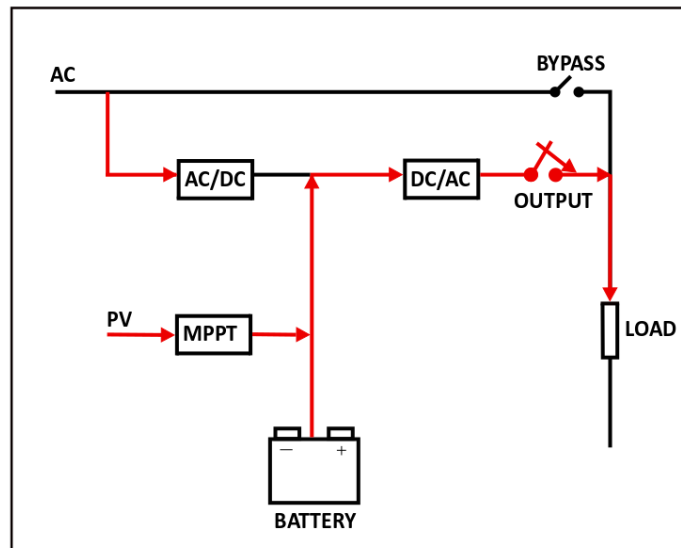 BYPASS
AC
AC/DC
DC/AC
OUTPUT
PV
MPPT
LOAD
− +
BATTERY